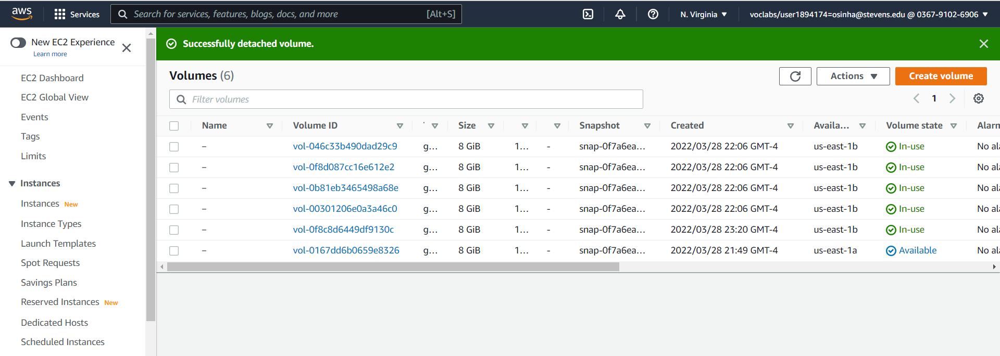 aws
Services
Search for services, features, blogs, docs, and more [Alt+S]
N. Virginia
voclabs/user1894174=osinha@stevens.edu @ 0367-9102-6906
New EC2 Experience
Learn more
EC2 Dashboard
EC2 Global View
Events
Tags
Limits
Instances
Instances New
Instance Types
Launch Templates
Spot Requests
Savings Plans
Reserved Instances New
Dedicated Hosts
Scheduled Instances
Successfully detached volume.
Volumes (6)
Actions
Create volume
Filter volumes
1
Name Volume ID Size Snapshot Created Availa... Volume state Alarm
– vol-046c33b490dad29c9 g... 8 GiB 1... - snap-0f7a6ea... 2022/03/28 22:06 GMT-4 us-east-1b In-use No ala
– vol-0f8d087cc16e612e2 g... 8 GiB 1... - snap-0f7a6ea... 2022/03/28 22:06 GMT-4 us-east-1b In-use No ala
– vol-0b81eb3465498a68e g... 8 GiB 1... - snap-0f7a6ea... 2022/03/28 22:06 GMT-4 us-east-1b In-use No ala
– vol-00301206e0a3a46c0 g... 8 GiB 1... - snap-0f7a6ea... 2022/03/28 22:06 GMT-4 us-east-1b In-use No ala
– vol-0f8c8d6449df9130c g... 8 GiB 1... - snap-0f7a6ea... 2022/03/28 23:20 GMT-4 us-east-1b In-use No ala
– vol-0167dd6b0659e8326 g... 8 GiB 1... - snap-0f7a6ea... 2022/03/28 21:49 GMT-4 us-east-1a Available No ala